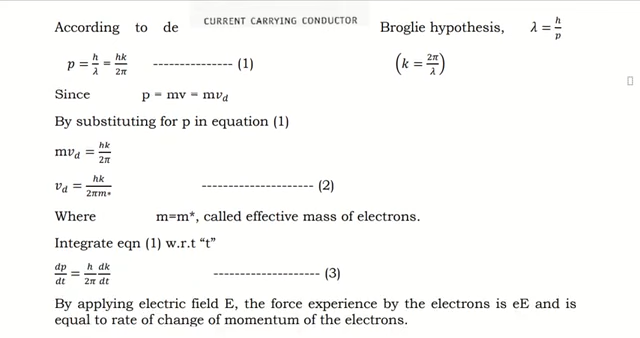 CURRENT CARRYING CONDUCTOR
According to de Broglie hypothesis, λ = h/p
p = h/λ = hk/2π --------------- (1) (k = 2π/λ)
Since p = mv = mv_d
By substituting for p in equation (1)
mv_d = hk/2π
v_d = hk/2πm* --------------------- (2)
Where m=m*, called effective mass of electrons.
Integrate eqn (1) w.r.t “t”
dp/dt = h/2π dk/dt -------------------- (3)
By applying electric field E, the force experience by the electrons is eE and is
equal to rate of change of momentum of the electrons.